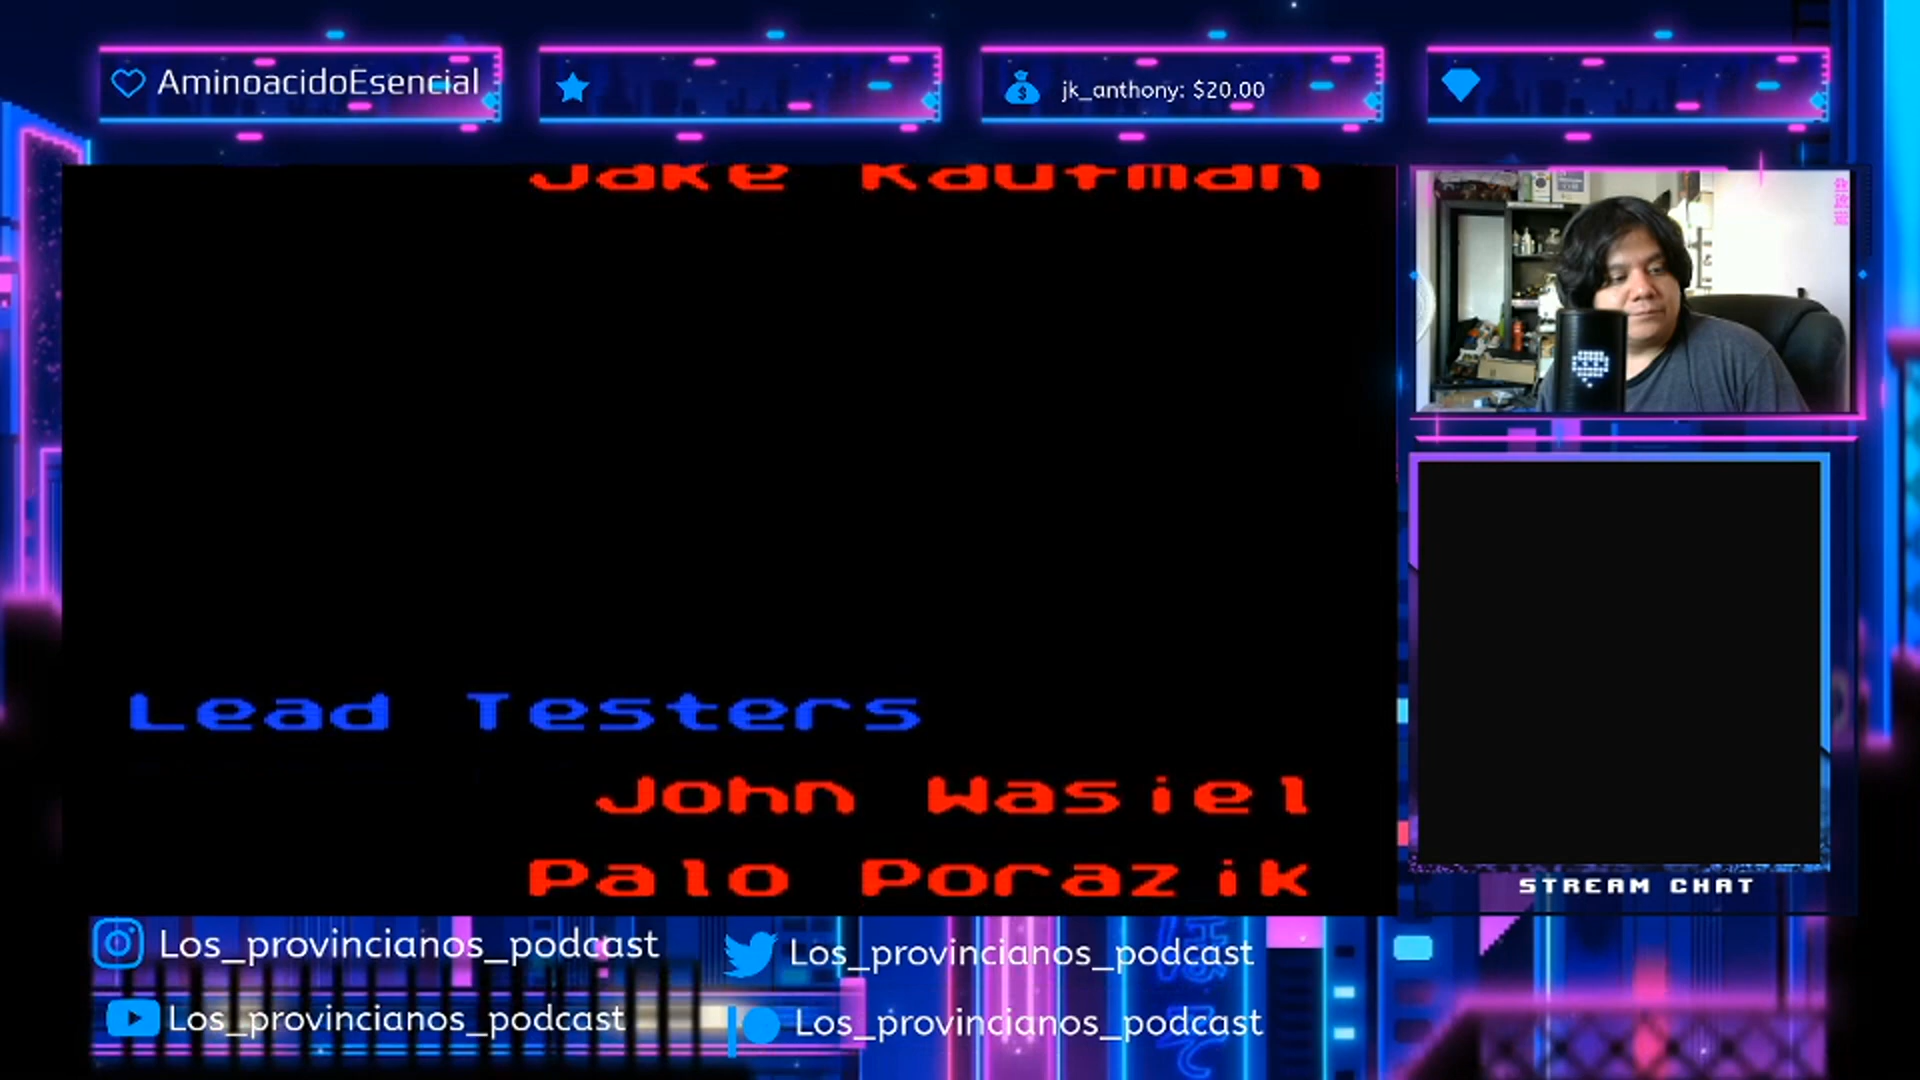 AminoacidoEsencial
jk_anthony: $20.00
Jake Kaufman
Lead Testers
John Wasiel
Palo Porazik
STREAM CHAT
Los_provincianos_podcast
Los_provincianos_podcast
Los_provincianos_podcast
Los_provincianos_podcast